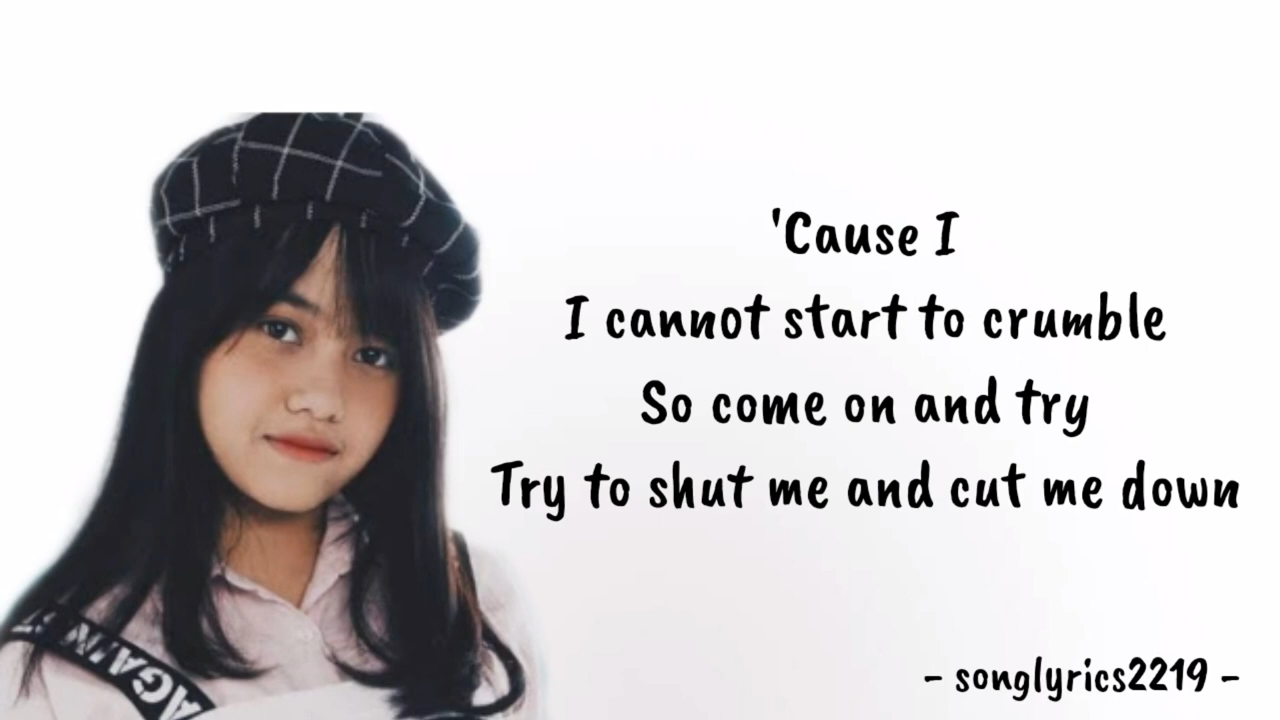 'Cause I
I cannot start to crumble
So come on and try
Try to shut me and cut me down
- songlyrics2219 -
AGAIN